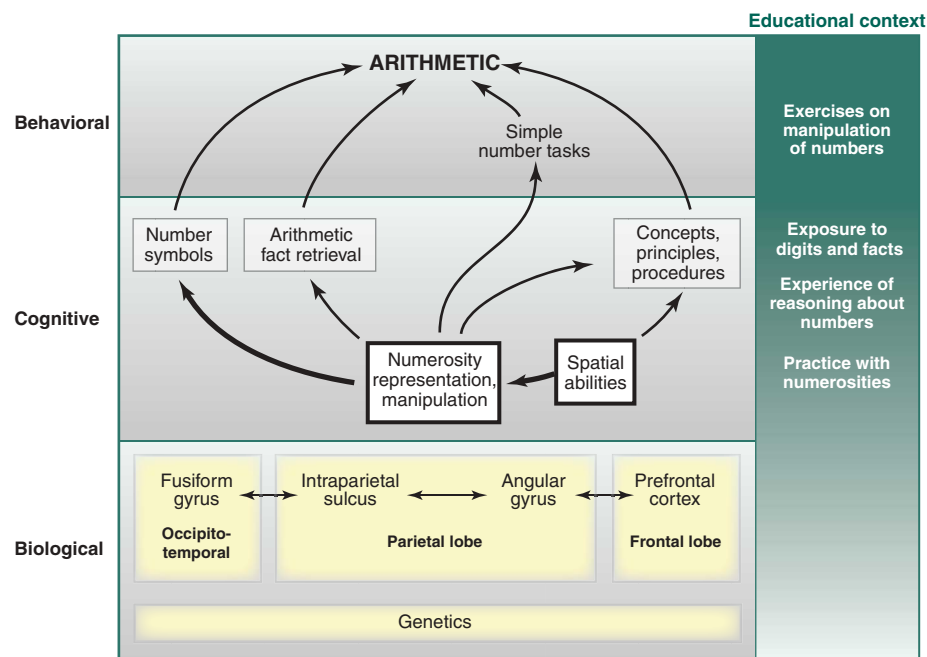 Educational context
Behavioral
ARITHMETIC
Simple
number tasks
Exercises on
manipulation
of numbers
Cognitive
Number
symbols
Arithmetic
fact retrieval
Concepts,
principles,
procedures
Numerosity
representation,
manipulation
Spatial
abilities
Exposure to
digits and facts
Experience of
reasoning about
numbers
Practice with
numerosities
Biological
Fusiform
gyrus
Occipito-
temporal
Intraparietal
sulcus
Angular
gyrus
Parietal lobe
Prefrontal
cortex
Frontal lobe
Genetics